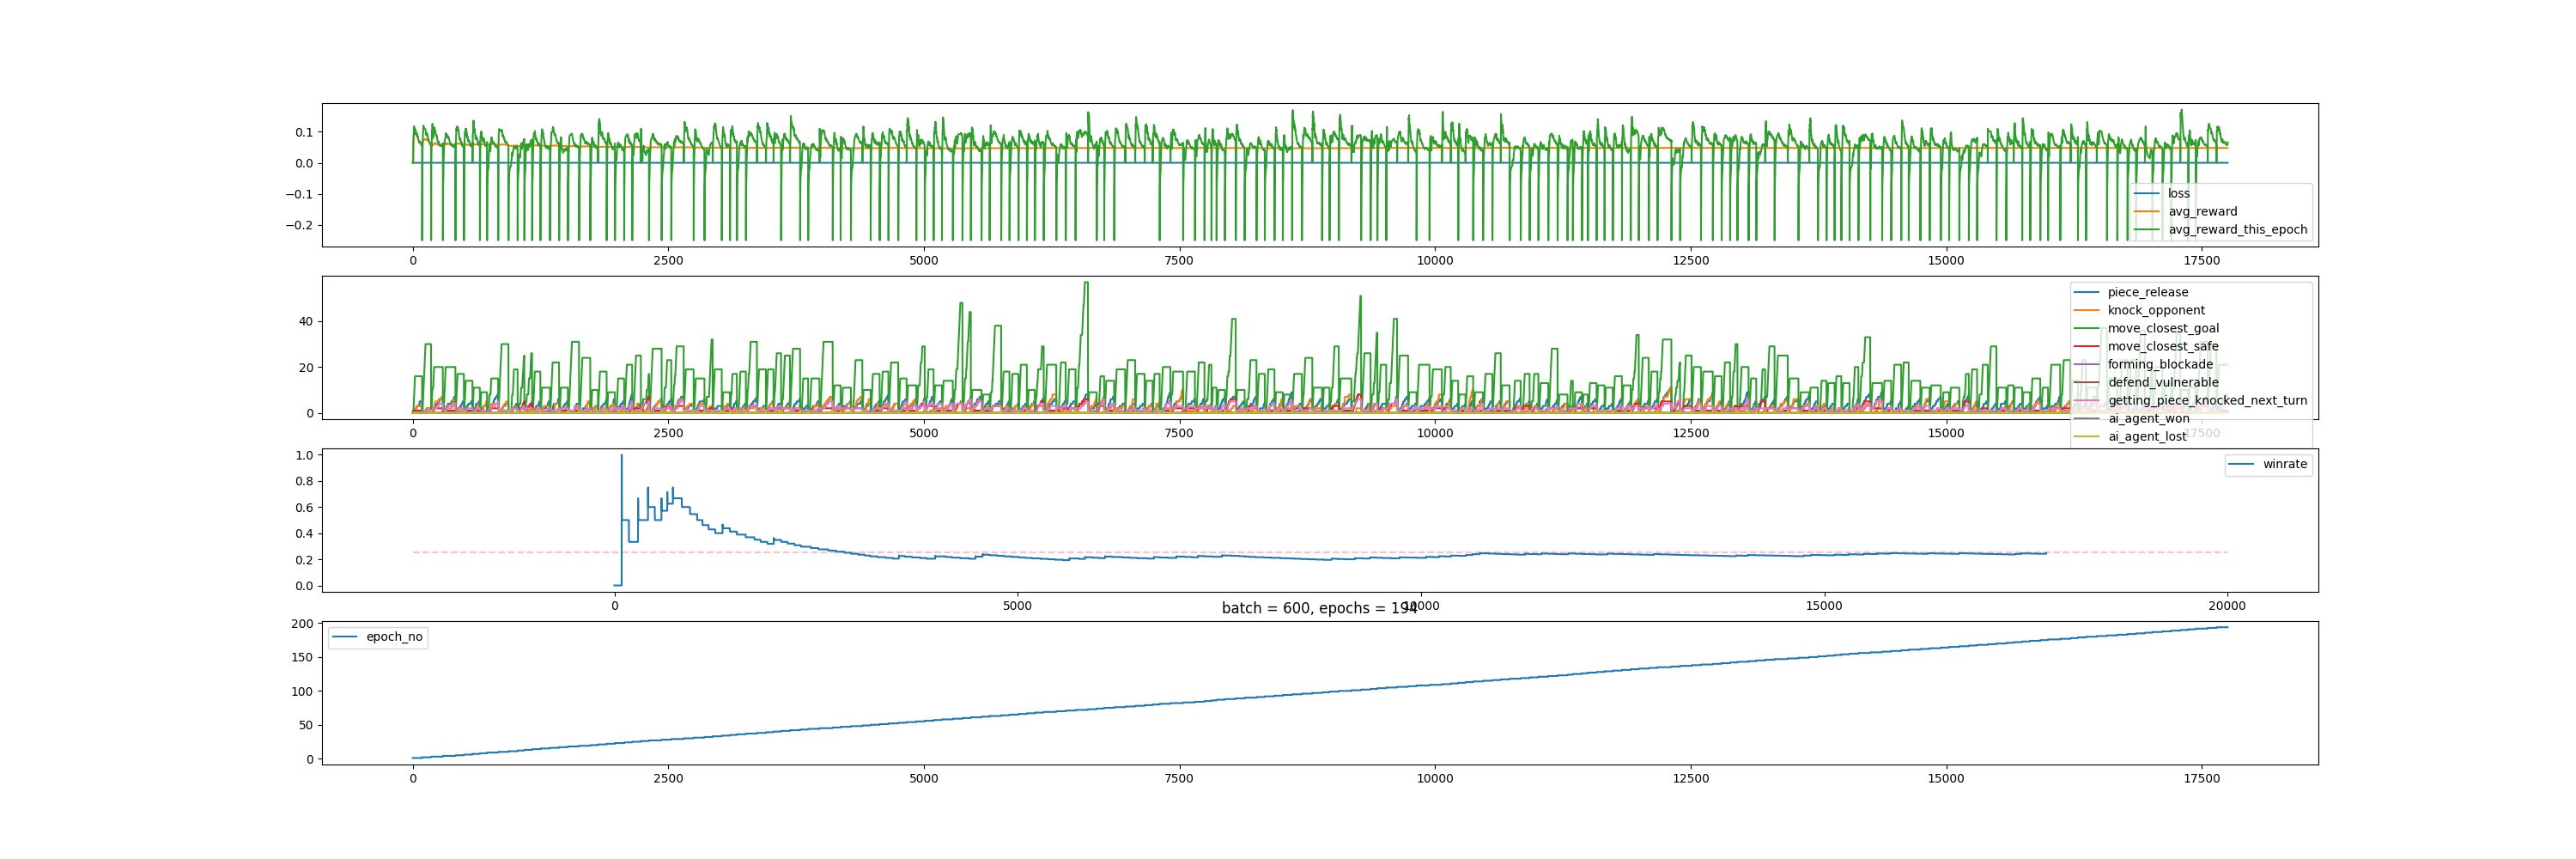 0.1
0.0
−0.1
−0.2
loss
avg_reward
avg_reward_this_epoch
0 2500 5000 7500 10000 12500 15000 17500
40
20
0
piece_release
knock_opponent
move_closest_goal
move_closest_safe
forming_blockade
defend_vulnerable
getting_piece_knocked_next_turn
ai_agent_won
ai_agent_lost
0 2500 5000 7500 10000 12500 15000 17500
1.0
0.8
0.6
0.4
0.2
0.0
winrate
0 5000 10000 15000 20000
batch = 600, epochs = 194
200
150
100
50
0
epoch_no
0 2500 5000 7500 10000 12500 15000 17500